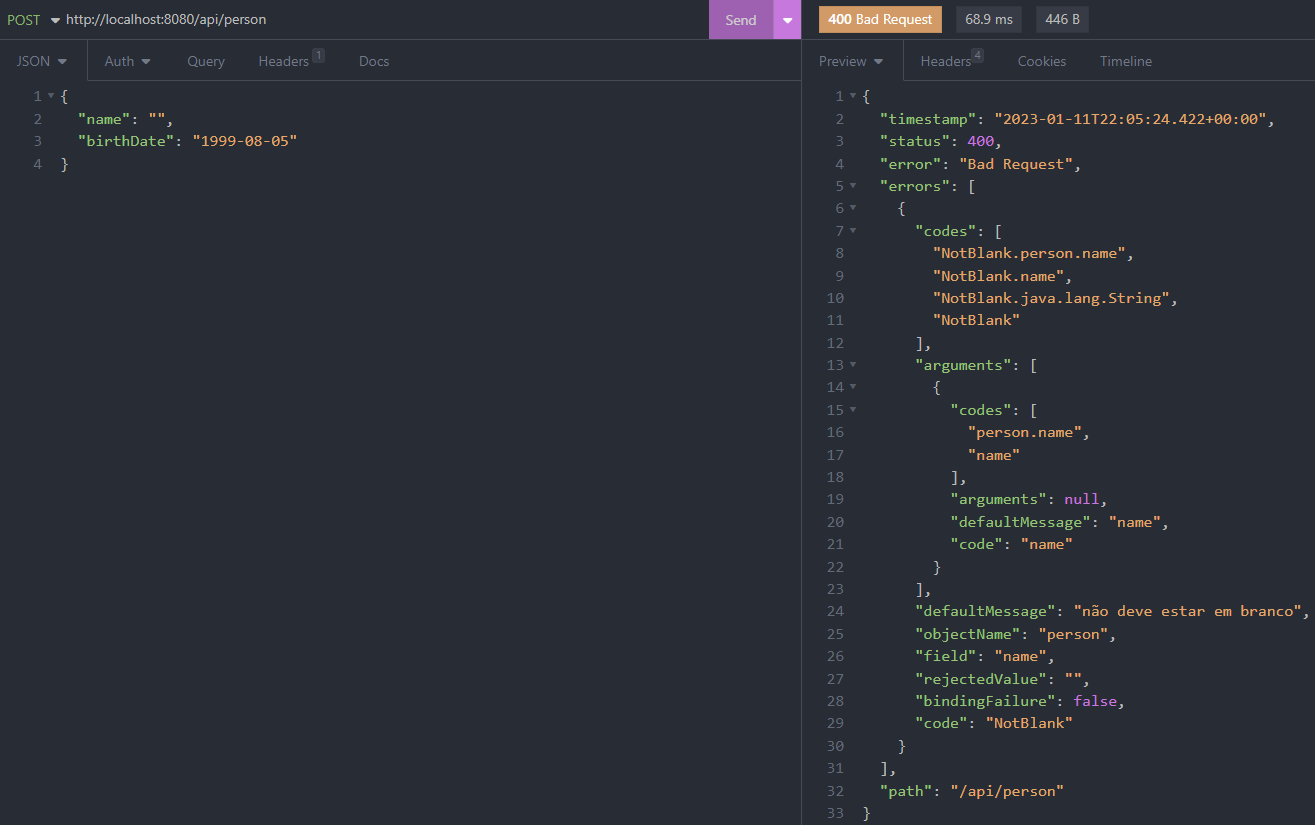 POST http://localhost:8080/api/person Send 400 Bad Request 68.9 ms 446 B
JSON Auth Query Headers 1 Docs
1 {
2 "name": "",
3 "birthDate": "1999-08-05"
4 }
Preview Headers 4 Cookies Timeline
1 {
2 "timestamp": "2023-01-11T22:05:24.422+00:00",
3 "status": 400,
4 "error": "Bad Request",
5 "errors": [
6 {
7 "codes": [
8 "NotBlank.person.name",
9 "NotBlank.name",
10 "NotBlank.java.lang.String",
11 "NotBlank"
12 ],
13 "arguments": [
14 {
15 "codes": [
16 "person.name",
17 "name"
18 ],
19 "arguments": null,
20 "defaultMessage": "name",
21 "code": "name"
22 }
23 ],
24 "defaultMessage": "não deve estar em branco",
25 "objectName": "person",
26 "field": "name",
27 "rejectedValue": "",
28 "bindingFailure": false,
29 "code": "NotBlank"
30 }
31 ],
32 "path": "/api/person"
33 }